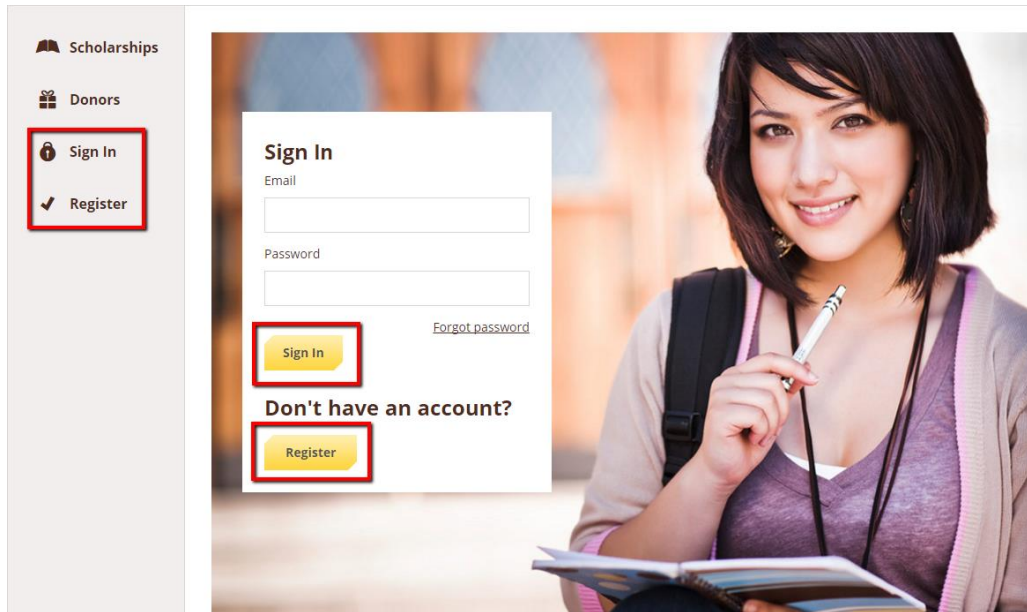 Scholarships
Donors
Sign In
Register
Sign In
Email
Password
Forgot password
Sign In
Don't have an account?
Register